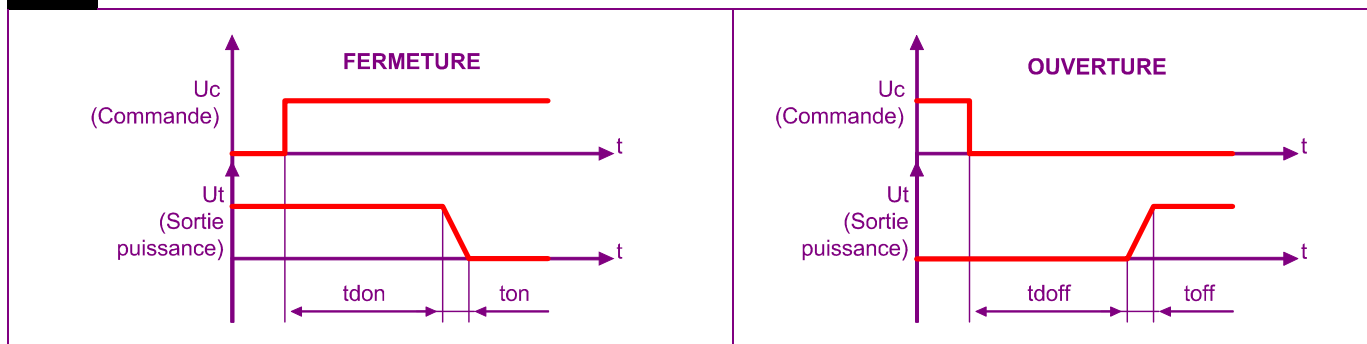 FERMETURE
Uc
(Commande)
t
Ut
(Sortie
puissance)
t
tdon
ton
OUVERTURE
Uc
(Commande)
t
Ut
(Sortie
puissance)
t
tdoff
toff